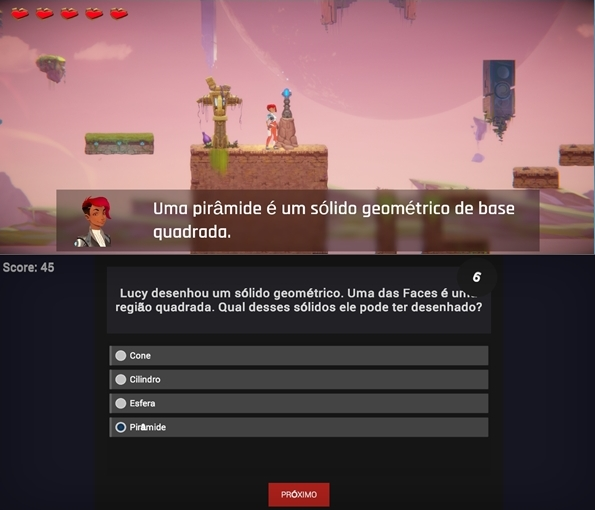 Uma pirâmide é um sólido geométrico de base
quadrada.
Score: 45
6
Lucy desenhou um sólido geométrico. Uma das Faces é uma
região quadrada. Qual desses sólidos ele pode ter desenhado?
Cone
Cilindro
Esfera
Pirâmide
PRÓXIMO